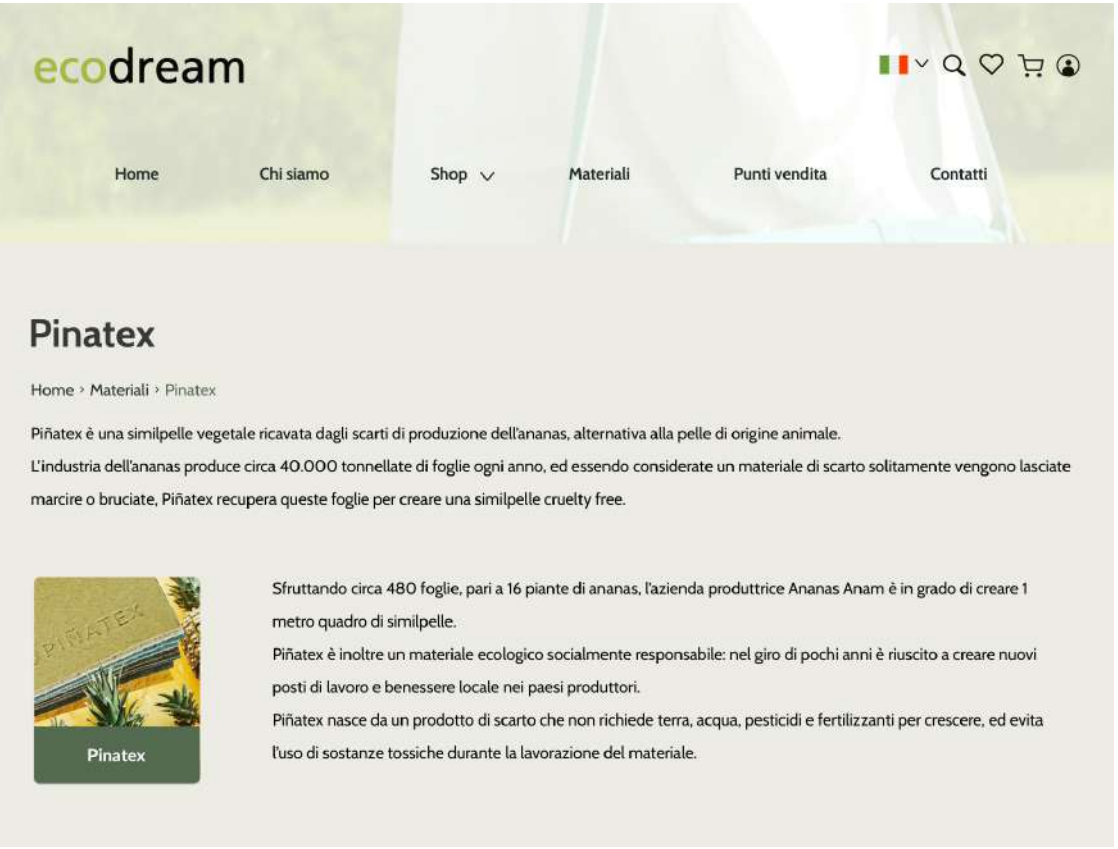 ecodream
Home
Chi siamo
Shop
Materiali
Punti vendita
Contatti
Pinatex
Home > Materiali > Pinatex
Piñatex è una similpelle vegetale ricavata dagli scarti di produzione dell'ananas, alternativa alla pelle di origine animale.
L'industria dell'ananas produce circa 40.000 tonnellate di foglie ogni anno, ed essendo considerate un materiale di scarto solitamente vengono lasciate
marcire o bruciate, Piñatex recupera queste foglie per creare una similpelle cruelty free.
PIÑATEX
Pinatex
Sfruttando circa 480 foglie, pari a 16 piante di ananas, l'azienda produttrice Ananas Anam è in grado di creare 1
metro quadro di similpelle.
Piñatex è inoltre un materiale ecologico socialmente responsabile: nel giro di pochi anni è riuscito a creare nuovi
posti di lavoro e benessere locale nei paesi produttori.
Piñatex nasce da un prodotto di scarto che non richiede terra, acqua, pesticidi e fertilizzanti per crescere, ed evita
l'uso di sostanze tossiche durante la lavorazione del materiale.